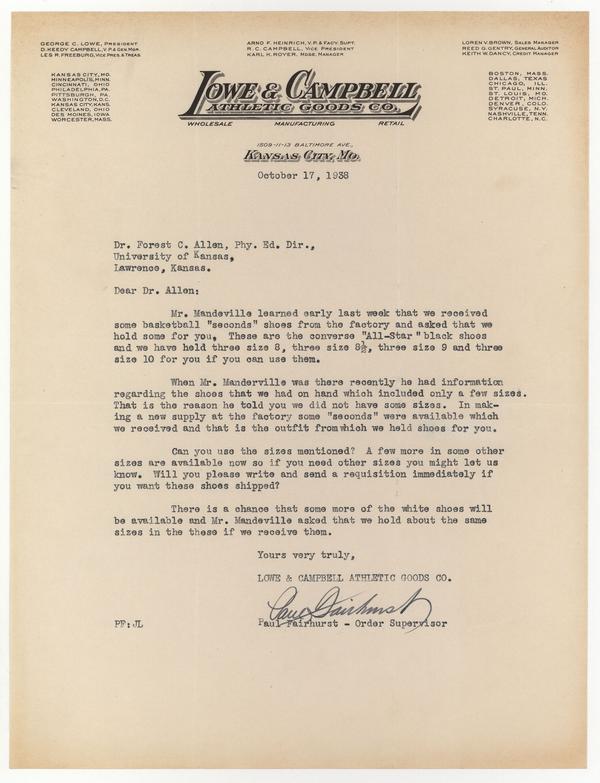 GEORGE C. LOWE, PRESIDENT
D. KEEDY CAMPBELL, V.P. & GEN. MGR.
LES R. FREEBURG, VICE PRES. & TREAS.
ARNO F. HEINRICH, V.P. & FACY. SUPT.
R. C. CAMPBELL, VICE PRESIDENT
KARL K. ROYER, MDSE. MANAGER
LOREN V. BROWN, SALES MANAGER
REED G. GENTRY, GENERAL AUDITOR
KEITH W. DANCY, CREDIT MANAGER
KANSAS CITY, MO.
MINNEAPOLIS, MINN.
CINCINNATI, OHIO
PHILADELPHIA, PA.
PITTSBURGH, PA.
WASHINGTON, D.C.
KANSAS CITY, KANS.
CLEVELAND, OHIO
DES MOINES, IOWA
WORCESTER, MASS.
LOWE & CAMPBELL
ATHLETIC GOODS CO.
WHOLESALE MANUFACTURING RETAIL
BOSTON, MASS.
DALLAS, TEXAS
CHICAGO, ILL.
ST. PAUL, MINN.
ST. LOUIS, MO.
DETROIT, MICH.
DENVER, COLO.
SYRACUSE, N.Y.
NASHVILLE, TENN.
CHARLOTTE, N.C.
1509-11-13 BALTIMORE AVE.,
KANSAS CITY, MO.
October 17, 1938
Dr. Forest C. Allen, Phy. Ed. Dir.,
University of Kansas,
Lawrence, Kansas.
Dear Dr. Allen:
Mr. Mandeville learned early last week that we received
some basketball "seconds" shoes from the factory and asked that we
hold some for you. These are the converse "All-Star" black shoes
and we have held three size 8, three size 8½, three size 9 and three
size 10 for you if you can use them.
When Mr. Manderville was there recently he had information
regarding the shoes that we had on hand which included only a few sizes.
That is the reason he told you we did not have some sizes. In mak-
ing a new supply at the factory some "seconds" were available which
we received and that is the outfit from which we held shoes for you.
Can you use the sizes mentioned? A few more in some other
sizes are available now so if you need other sizes you might let us
know. Will you please write and send a requisition immediately if
you want these shoes shipped?
There is a chance that some more of the white shoes will
be available and Mr. Mandeville asked that we hold about the same
sizes in the these if we receive them.
Yours very truly,
LOWE & CAMPBELL ATHLETIC GOODS CO.
Paul Fairhurst
PF:JL Paul Fairhurst - Order Supervisor